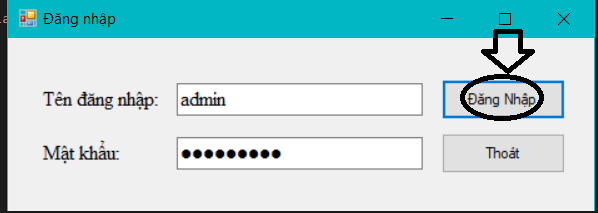 Đăng nhập
Tên đăng nhập: admin Đăng Nhập
Mật khẩu: ●●●●●●●●● Thoát